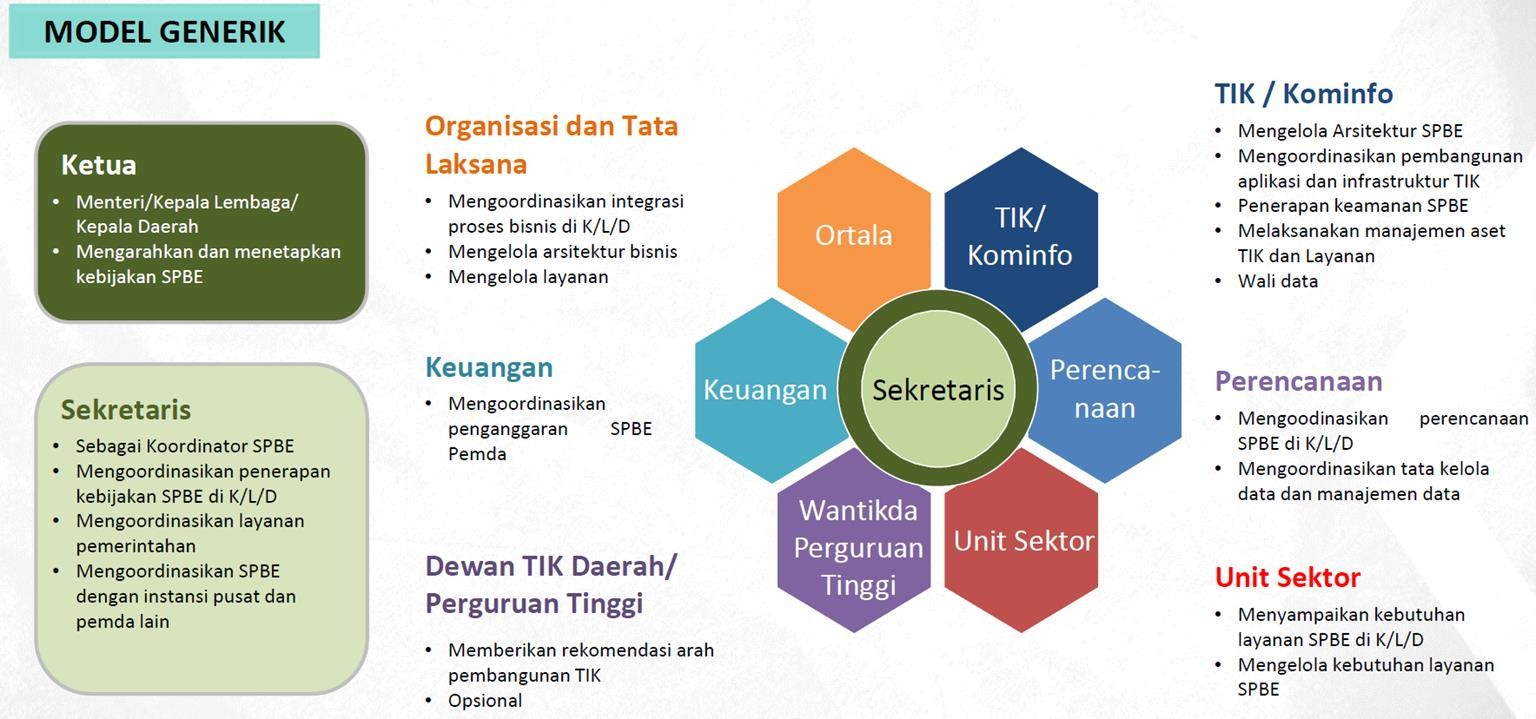 MODEL GENERIK
Ketua
• Menteri/Kepala Lembaga/
Kepala Daerah
• Mengarahkan dan menetapkan
kebijakan SPBE
Sekretaris
• Sebagai Koordinator SPBE
• Mengoordinasikan penerapan
kebijakan SPBE di K/L/D
• Mengoordinasikan layanan
pemerintahan
• Mengoordinasikan SPBE
dengan instansi pusat dan
pemda lain
Organisasi dan Tata
Laksana
• Mengoordinasikan integrasi
proses bisnis di K/L/D
• Mengelola arsitektur bisnis
• Mengelola layanan
Keuangan
• Mengoordinasikan
penganggaran SPBE
Pemda
Dewan TIK Daerah/
Perguruan Tinggi
• Memberikan rekomendasi arah
pembangunan TIK
• Opsional
Ortala
TIK/
Kominfo
Keuangan
Sekretaris
Perenca-
naan
Wantikda
Perguruan
Tinggi
Unit Sektor
TIK / Kominfo
• Mengelola Arsitektur SPBE
• Mengoordinasikan pembangunan
aplikasi dan infrastruktur TIK
• Penerapan keamanan SPBE
• Melaksanakan manajemen aset
TIK dan Layanan
• Wali data
Perencanaan
• Mengoodinasikan perencanaan
SPBE di K/L/D
• Mengoordinasikan tata kelola
data dan manajemen data
Unit Sektor
• Menyampaikan kebutuhan
layanan SPBE di K/L/D
• Mengelola kebutuhan layanan
SPBE